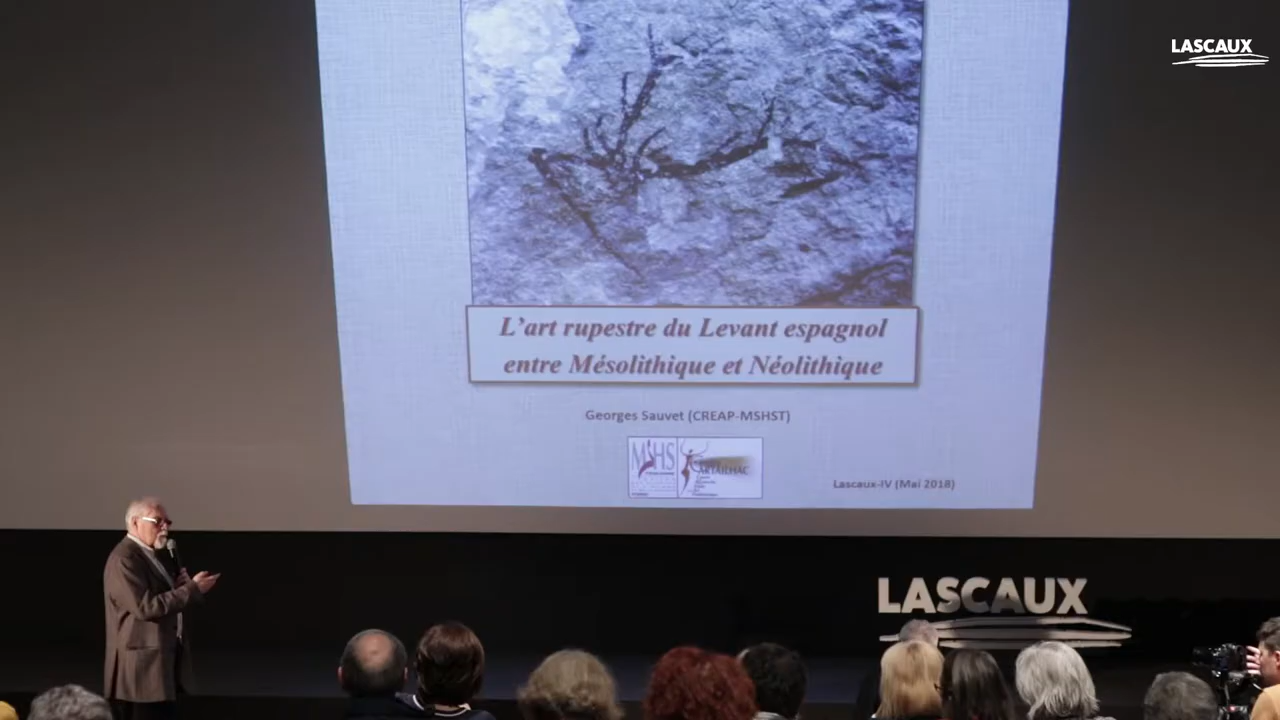 LASCAUX
L'art rupestre du Levant espagnol
entre Mésolithique et Néolithique
Georges Sauvet (CREAP-MSHST)
MSHS
CARTAILHAC
Lascaux-IV (Mai 2018)
LASCAUX